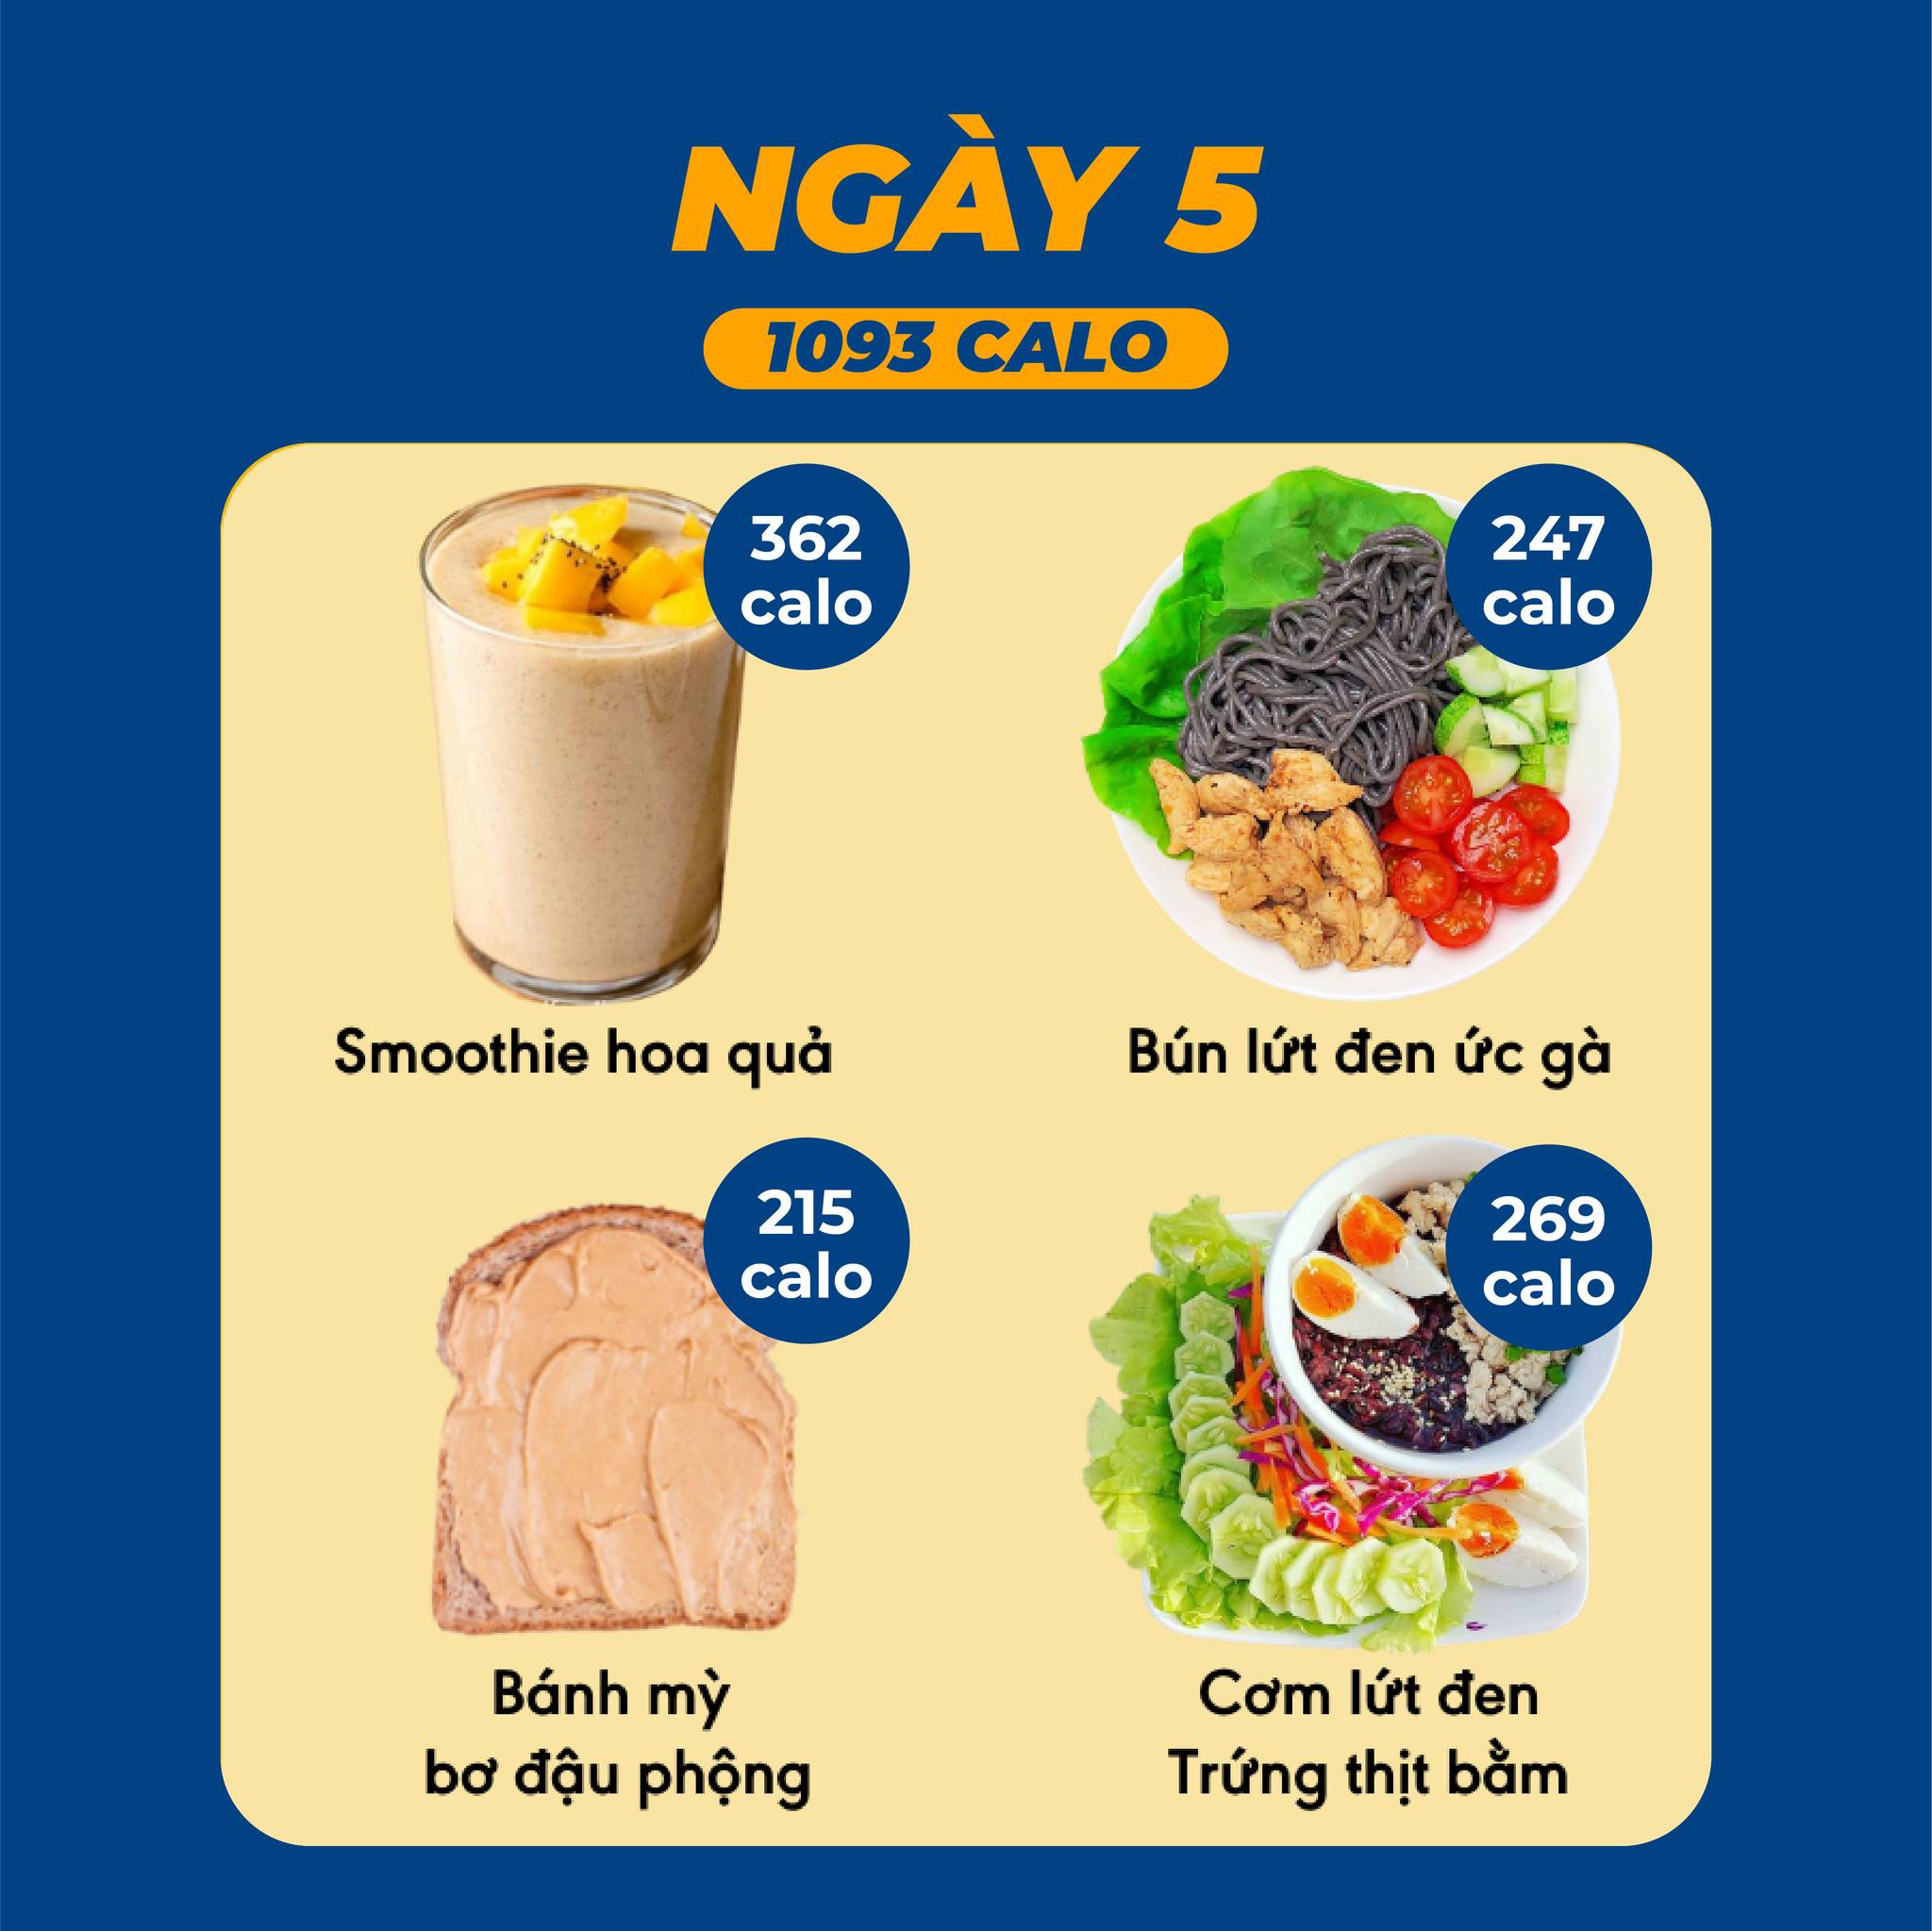 NGÀY 5
1093 CALO
362
calo
247
calo
Smoothie hoa quả
Bún lứt đen ức gà
215
calo
269
calo
Bánh mỳ
bơ đậu phộng
Cơm lứt đen
Trứng thịt bằm